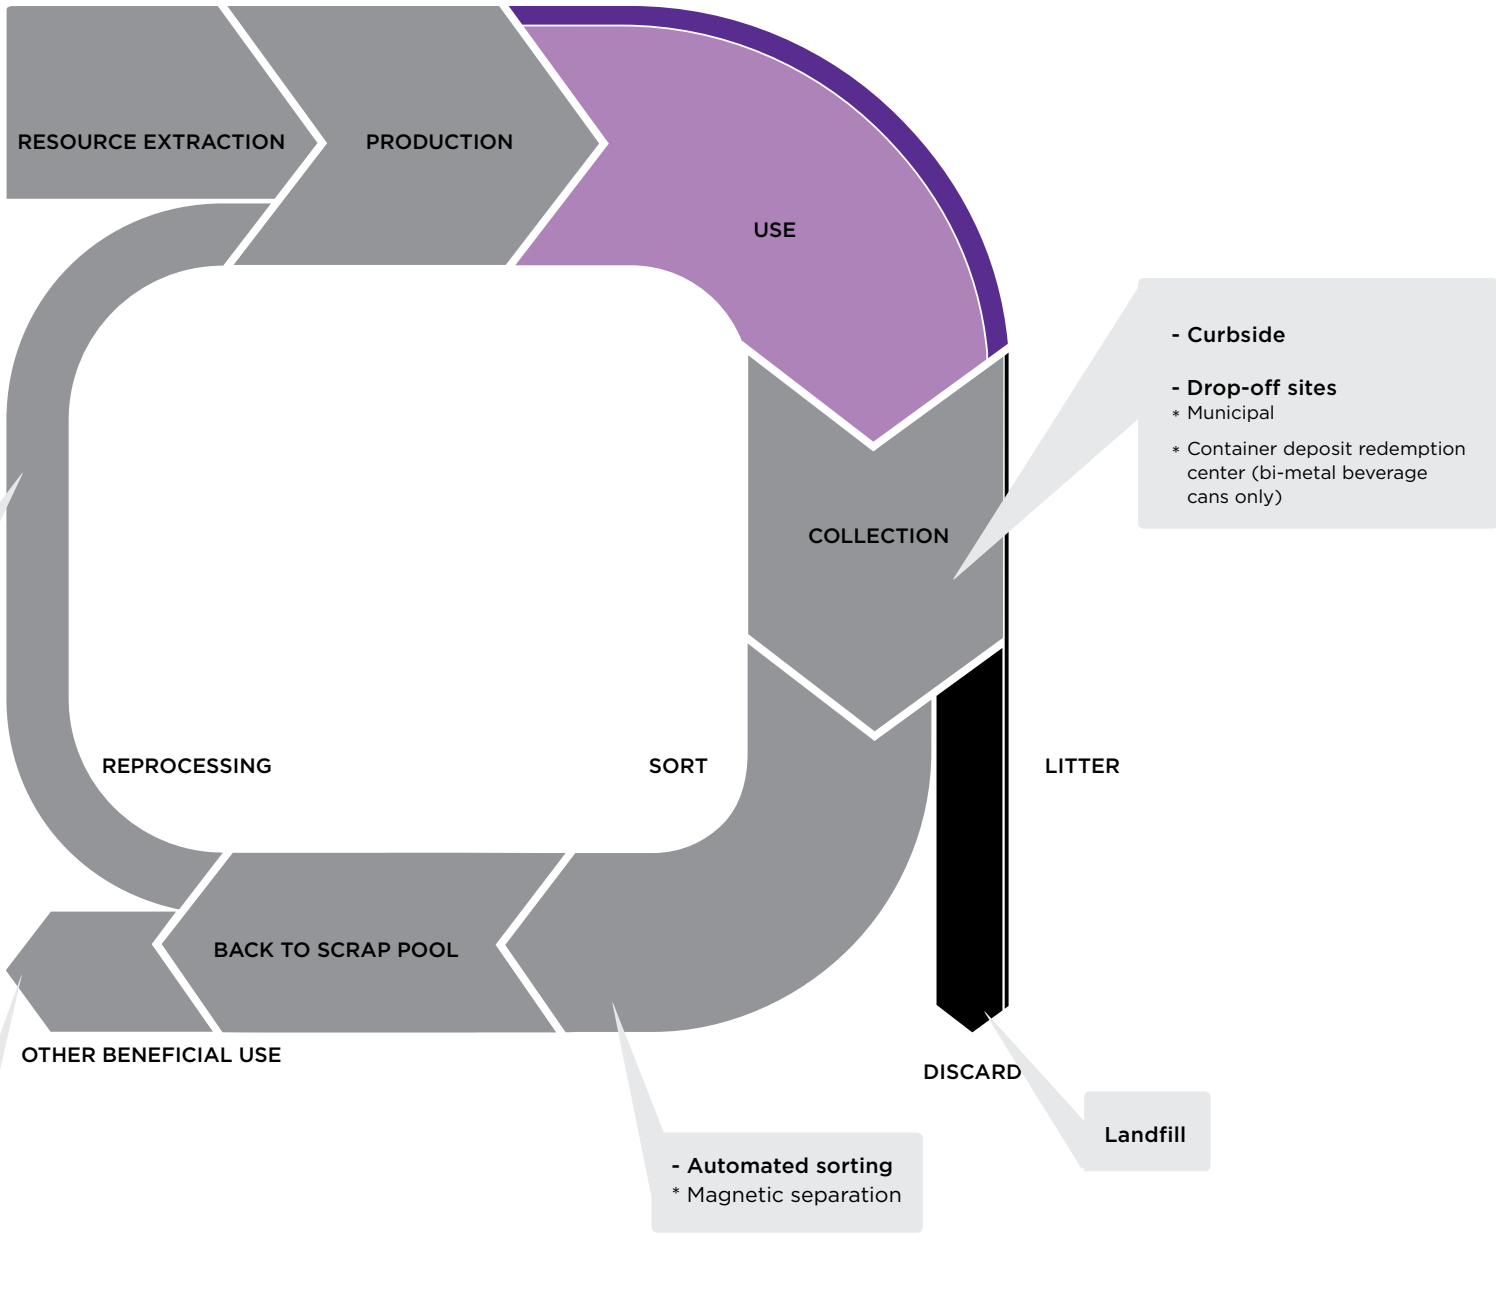 RESOURCE EXTRACTION
PRODUCTION
USE
- Curbside
- Drop-off sites
* Municipal
* Container deposit redemption
center (bi-metal beverage
cans only)
COLLECTION
REPROCESSING
SORT
LITTER
BACK TO SCRAP POOL
OTHER BENEFICIAL USE
DISCARD
Landfill
- Automated sorting
* Magnetic separation